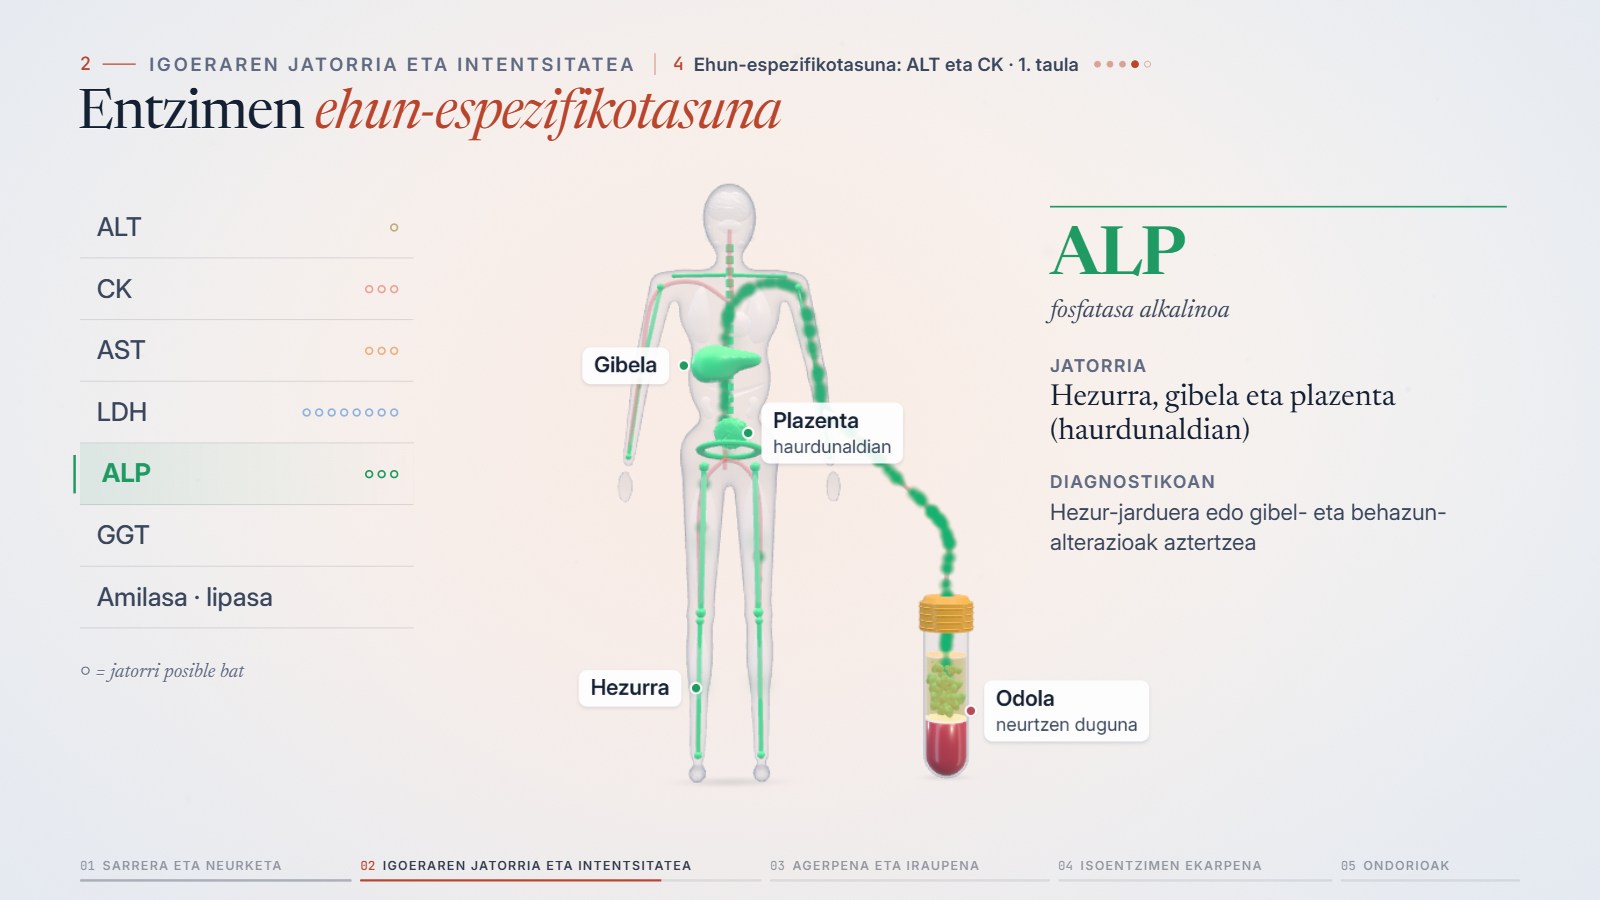 2 — IGOERAREN JATORRIA ETA INTENTSITATEA | 4 Ehun-espezifikotasuna: ALT eta CK · 1. taula
Entzimen ehun-espezifikotasuna
ALT
CK
AST
LDH
ALP
GGT
Amilasa · lipasa
o = jatorri posible bat
Gibela
Plazenta
haurdunaldian
Hezurra
Odola
neurtzen duguna
ALP
fosfatasa alkalinoa
JATORRIA
Hezurra, gibela eta plazenta
(haurdunaldian)
DIAGNOSTIKOAN
Hezur-jarduera edo gibel- eta behazun-
alterazioak aztertzea
01 SARRERA ETA NEURKETA
02 IGOERAREN JATORRIA ETA INTENTSITATEA
03 AGERPENA ETA IRAUPENA
04 ISOENTZIMEN EKARPENA
05 ONDORIOAK